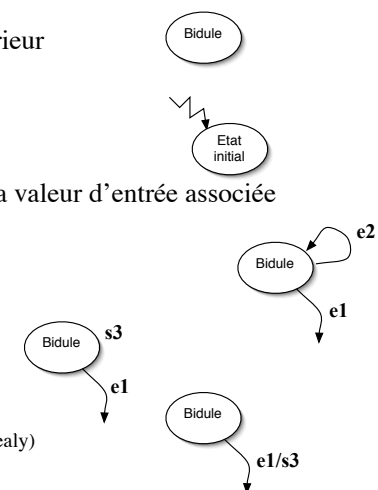 Bidule
rieur
Etat
initial
a valeur d'entrée associée
e2
Bidule
e1
Bidule
s3
e1
Bidule
ealy)
e1/s3